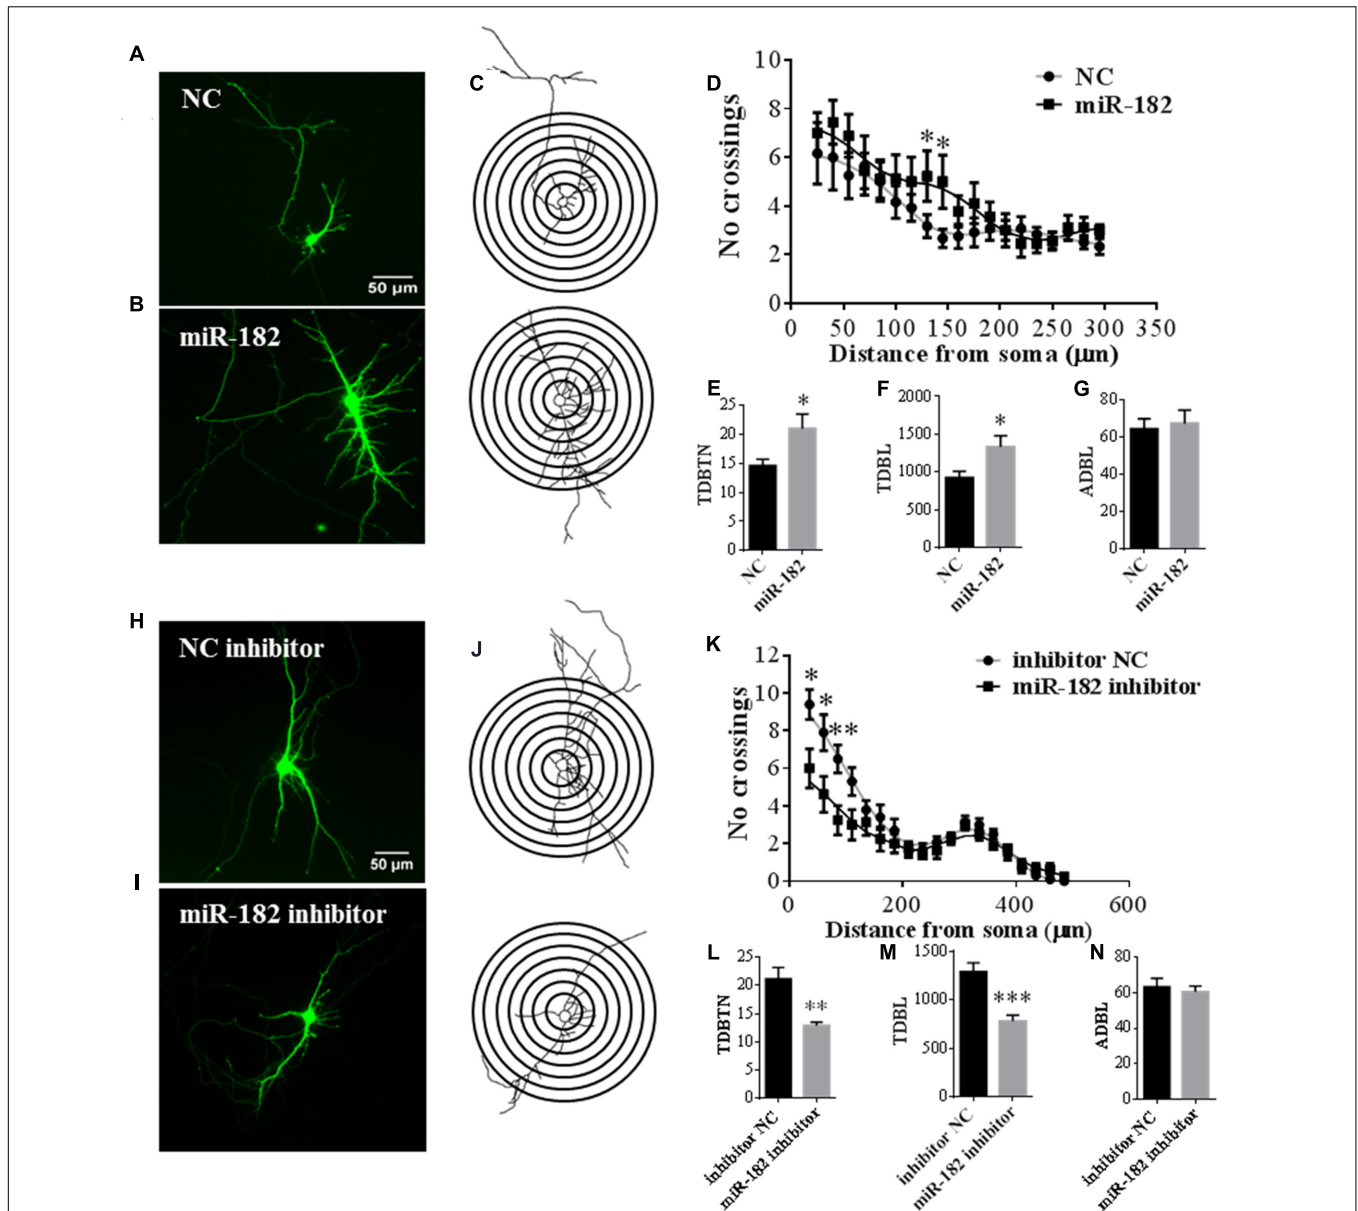 A
NC
50 µm
B
miR-182
C
D
10
8
6
4
2
0
No crossings
* *
NC
miR-182
0 50 100 150 200 250 300 350
Distance from soma (µm)
E
25
20
15
10
5
0
TDBTN
*
NC
miR-182
F
2000
1500
1000
500
0
TDBL
*
NC
miR-182
G
80
60
40
20
0
ADBL
NC
miR-182
H
NC inhibitor
50 µm
I
miR-182 inhibitor
J
K
12
10
8
6
4
2
0
No crossings
*
*
**
inhibitor NC
miR-182 inhibitor
0 200 400 600
Distance from soma (µm)
L
25
20
15
10
5
0
TDBTN
**
inhibitor NC
miR-182 inhibitor
M
1500
1000
500
0
TDBL
***
inhibitor NC
miR-182 inhibitor
N
80
60
40
20
0
ADBL
inhibitor NC
miR-182 inhibitor